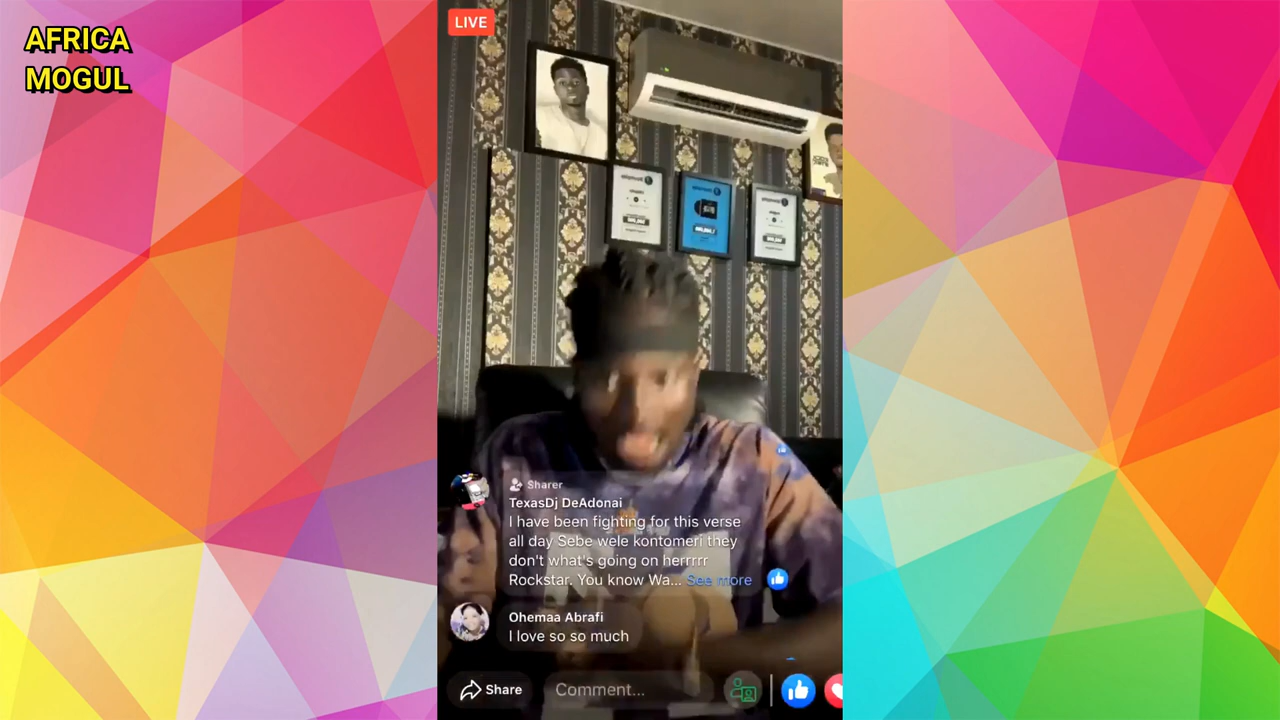 AFRICA
MOGUL
LIVE
Sharer
TexasDj DeAdonai
I have been fighting for this verse
all day Sebe wele kontomeri they
don't what's going on herrrrr
Rockstar. You know Wa... See more
Ohemaa Abrafi
I love so so much
Share
Comment...